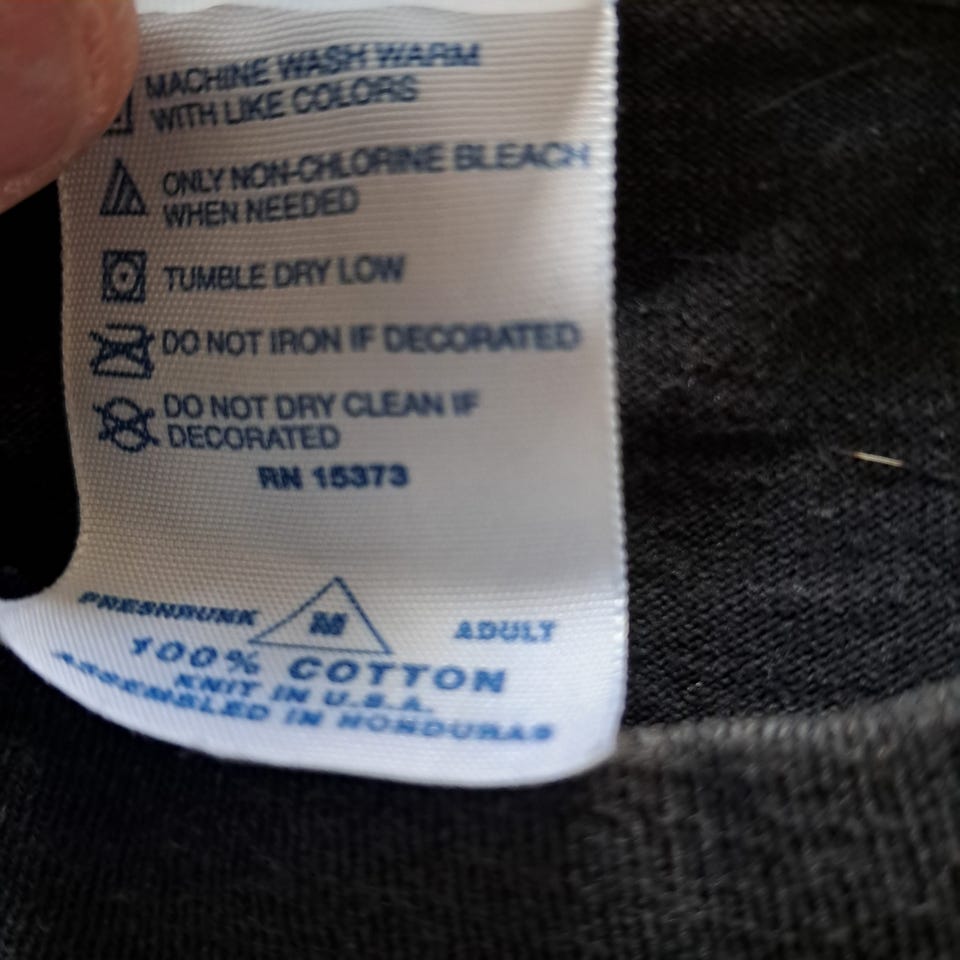 MACHINE WASH WARM
WITH LIKE COLORS
ONLY NON-CHLORINE BLEACH
WHEN NEEDED
TUMBLE DRY LOW
DO NOT IRON IF DECORATED
DO NOT DRY CLEAN IF
DECORATED
RN 15373
PRESHRUNK M ADULT
100% COTTON
KNIT IN U.S.A.
ASSEMBLED IN HONDURAS